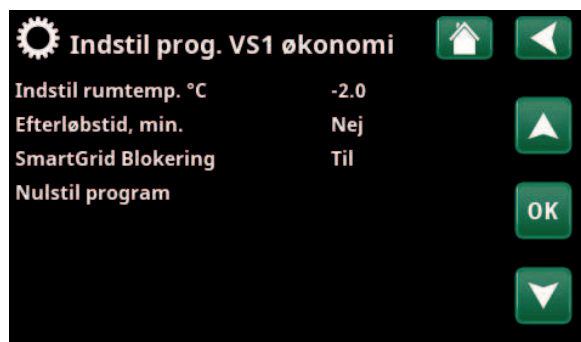 Indstil prog. VS1 økonomi
Indstil rumtemp. °C -2.0
Efterløbstid, min. Nej
SmartGrid Blokering Til
Nulstil program
OK